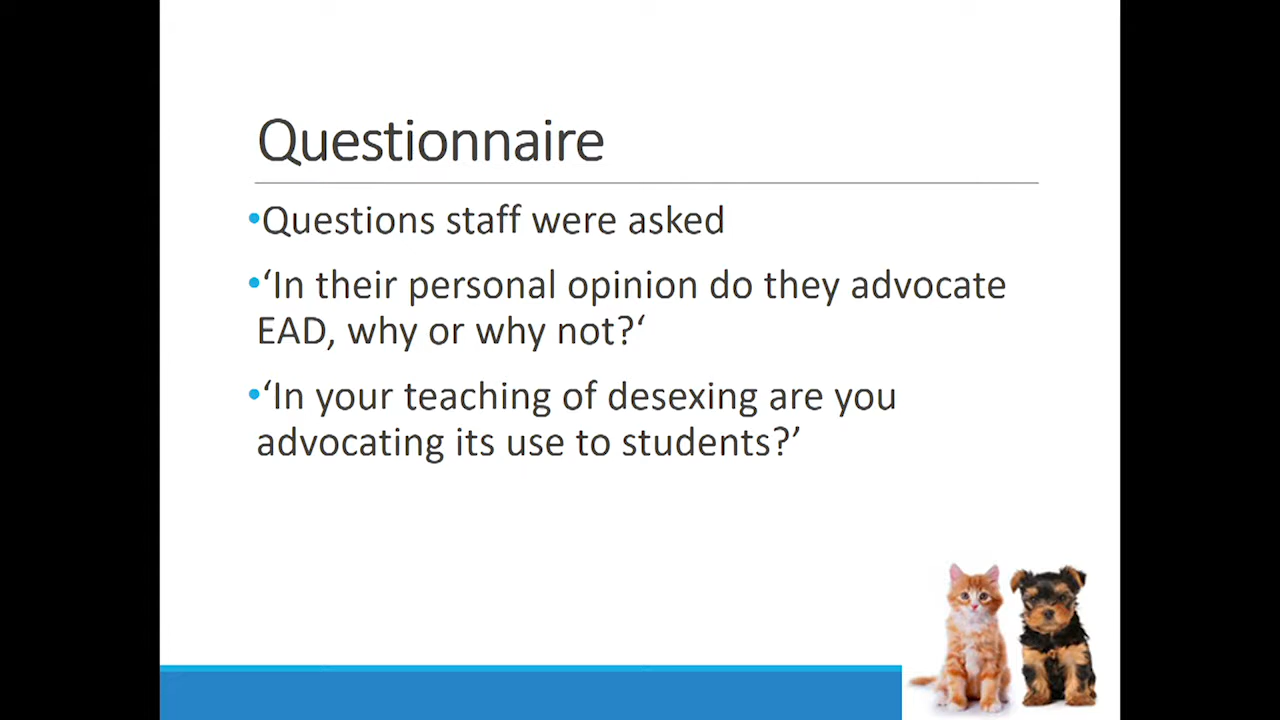 Questionnaire
•Questions staff were asked
•‘In their personal opinion do they advocate
EAD, why or why not?‘
•‘In your teaching of desexing are you
advocating its use to students?’